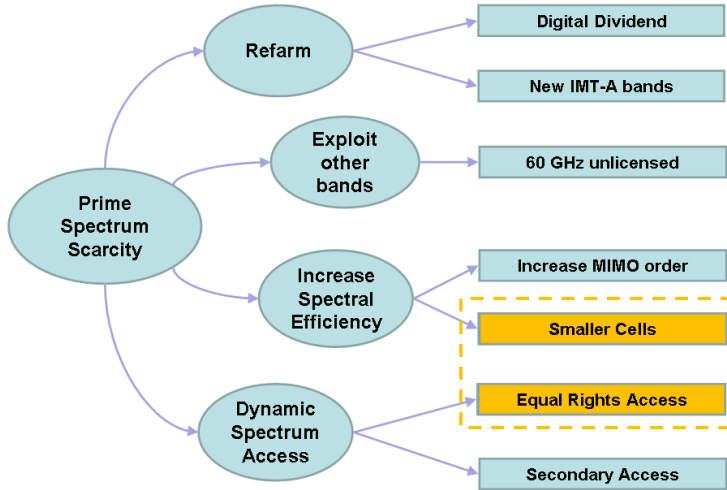 Prime
Spectrum
Scarcity
Refarm
Digital Dividend
New IMT-A bands
Exploit
other
bands
60 GHz unlicensed
Increase
Spectral
Efficiency
Increase MIMO order
Smaller Cells
Dynamic
Spectrum
Access
Equal Rights Access
Secondary Access